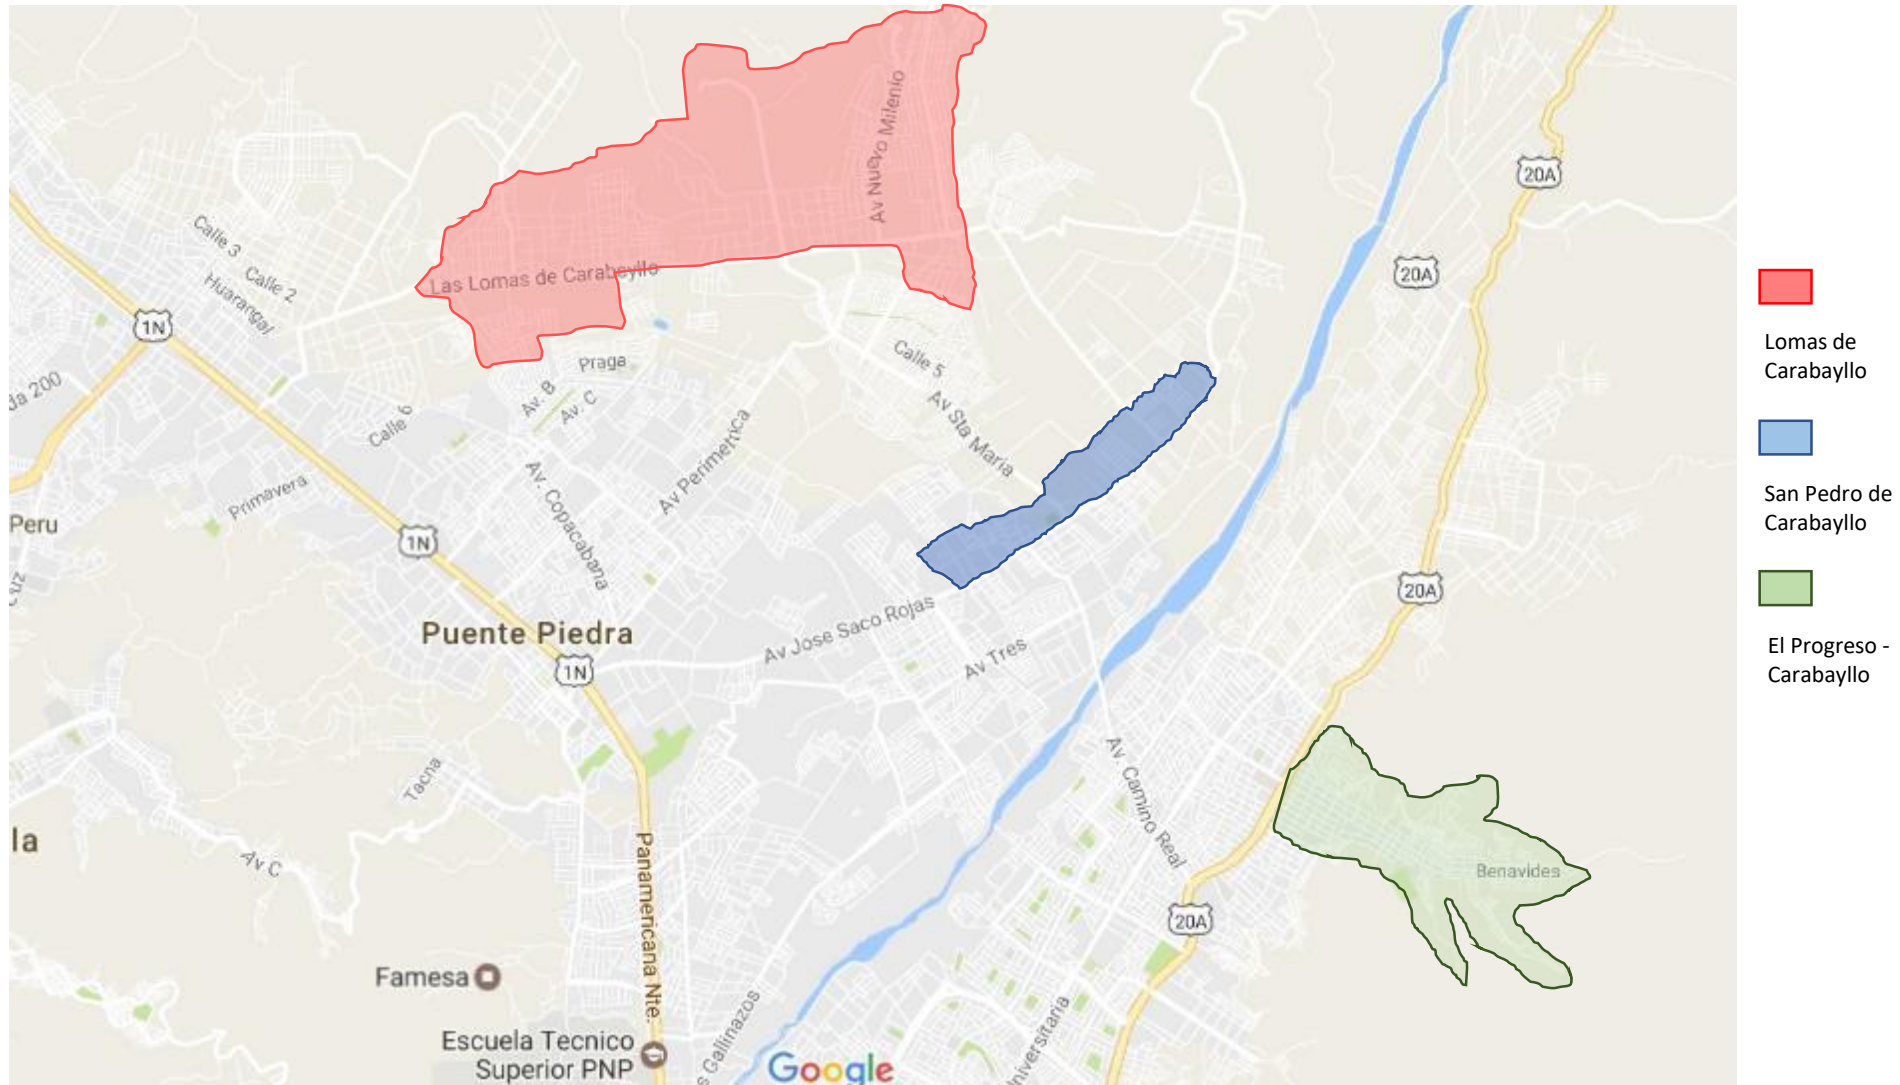 Av Nuevo Milenio
20A
Calle 3
Calle 2
Huarangal
Las Lomas de Carabayllo
20A
1N
Praga
Calle 5
Av. B
Av. C
Calle 6
Av Sta Maria
Av Perimetrica
Av. Copacabana
Primavera
Peru
1N
20A
Av Jose Saco Rojas
Puente Piedra
Av Tres
1N
Av Camino Real
Tacna
la
Av C
Panamericana Nte.
Benavides
20A
Famesa
Escuela Tecnico
Superior PNP
s Gallinazos
Universitaria
Google
Lomas de
Carabayllo
San Pedro de
Carabayllo
El Progreso -
Carabayllo